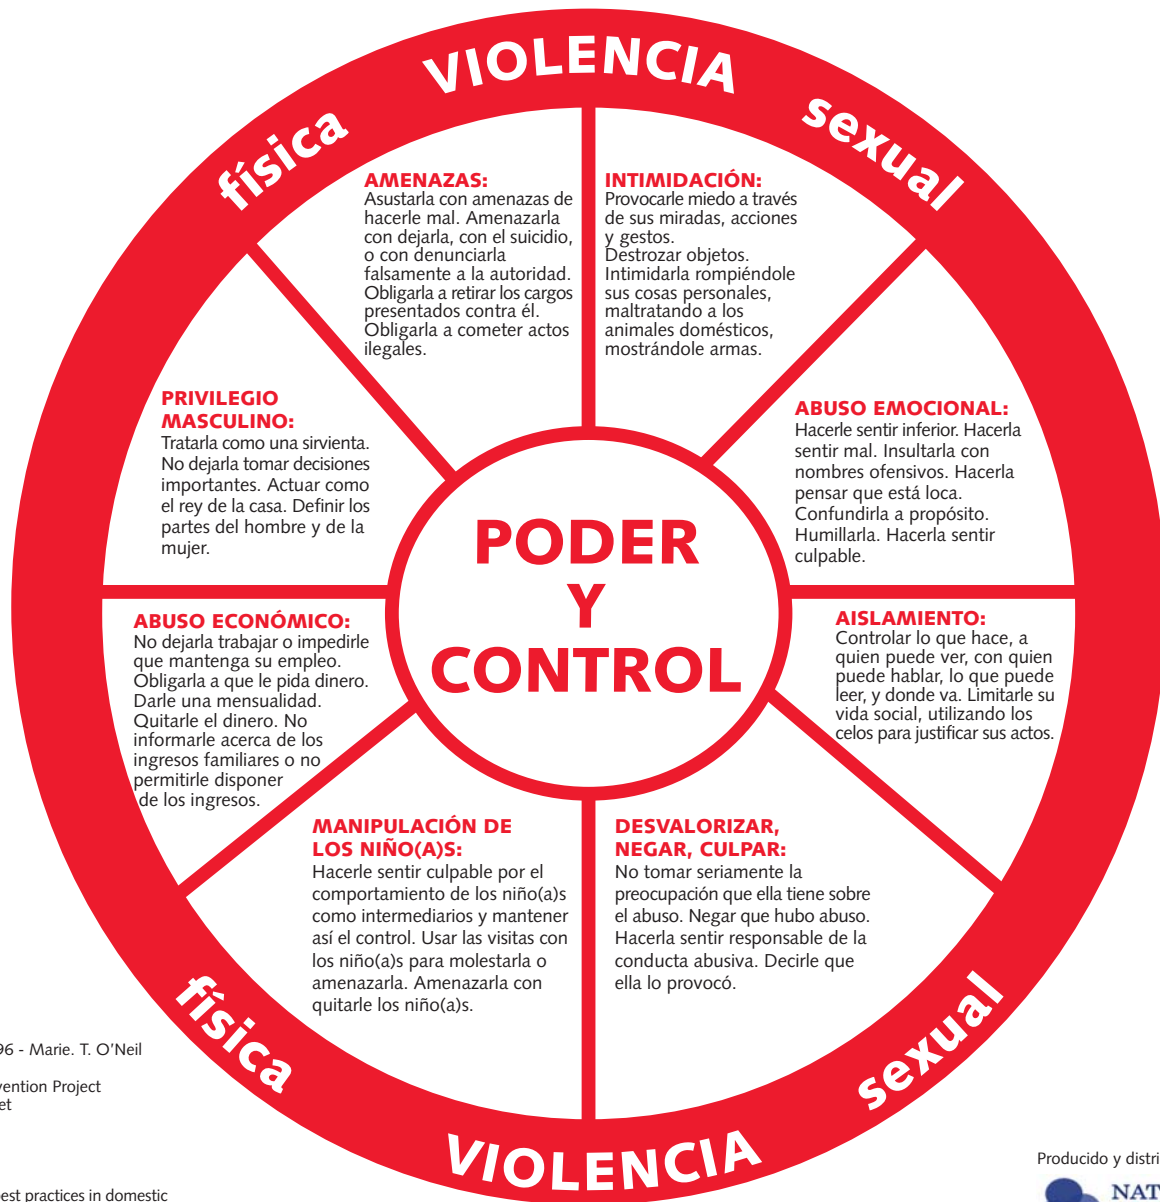 VIOLENCIA
física
sexual
AMENAZAS:
Asustarla con amenazas de
hacerle mal. Amenazarla
con dejarla, con el suicidio,
o con denunciarla
falsamente a la autoridad.
Obligarla a retirar los cargos
presentados contra él.
Obligarla a cometer actos
ilegales.
INTIMIDACIÓN:
Provocarle miedo a través
de sus miradas, acciones
y gestos.
Destrozar objetos.
Intimidarla rompiéndole
sus cosas personales,
maltratando a los
animales domésticos,
mostrándole armas.
PRIVILEGIO
MASCULINO:
Tratarla como una sirvienta.
No dejarla tomar decisiones
importantes. Actuar como
el rey de la casa. Definir los
partes del hombre y de la
mujer.
ABUSO EMOCIONAL:
Hacerle sentir inferior. Hacerla
sentir mal. Insultarla con
nombres ofensivos. Hacerla
pensar que está loca.
Confundirla a propósito.
Humillarla. Hacerla sentir
culpable.
PODER
Y
CONTROL
ABUSO ECONÓMICO:
No dejarla trabajar o impedirle
que mantenga su empleo.
Obligarla a que le pida dinero.
Darle una mensualidad.
Quitarle el dinero. No
informarle acerca de los
ingresos familiares o no
permitirle disponer
de los ingresos.
AISLAMIENTO:
Controlar lo que hace, a
quien puede ver, con quien
puede hablar, lo que puede
leer, y donde va. Limitarle su
vida social, utilizando los
celos para justificar sus actos.
MANIPULACIÓN DE
LOS NIÑO(A)S:
Hacerle sentir culpable por el
comportamiento de los niño(a)s
como intermediarios y mantener
así el control. Usar las visitas con
los niño(a)s para molestarla o
amenazarla. Amenazarla con
quitarle los niño(a)s.
DESVALORIZAR,
NEGAR, CULPAR:
No tomar seriamente la
preocupación que ella tiene sobre
el abuso. Negar que hubo abuso.
Hacerla sentir responsable de la
conducta abusiva. Decirle que
ella lo provocó.
física
sexual
VIOLENCIA
96 - Marie. T. O'Neil
vention Project
et
best practices in domestic
Producido y distri
NAT